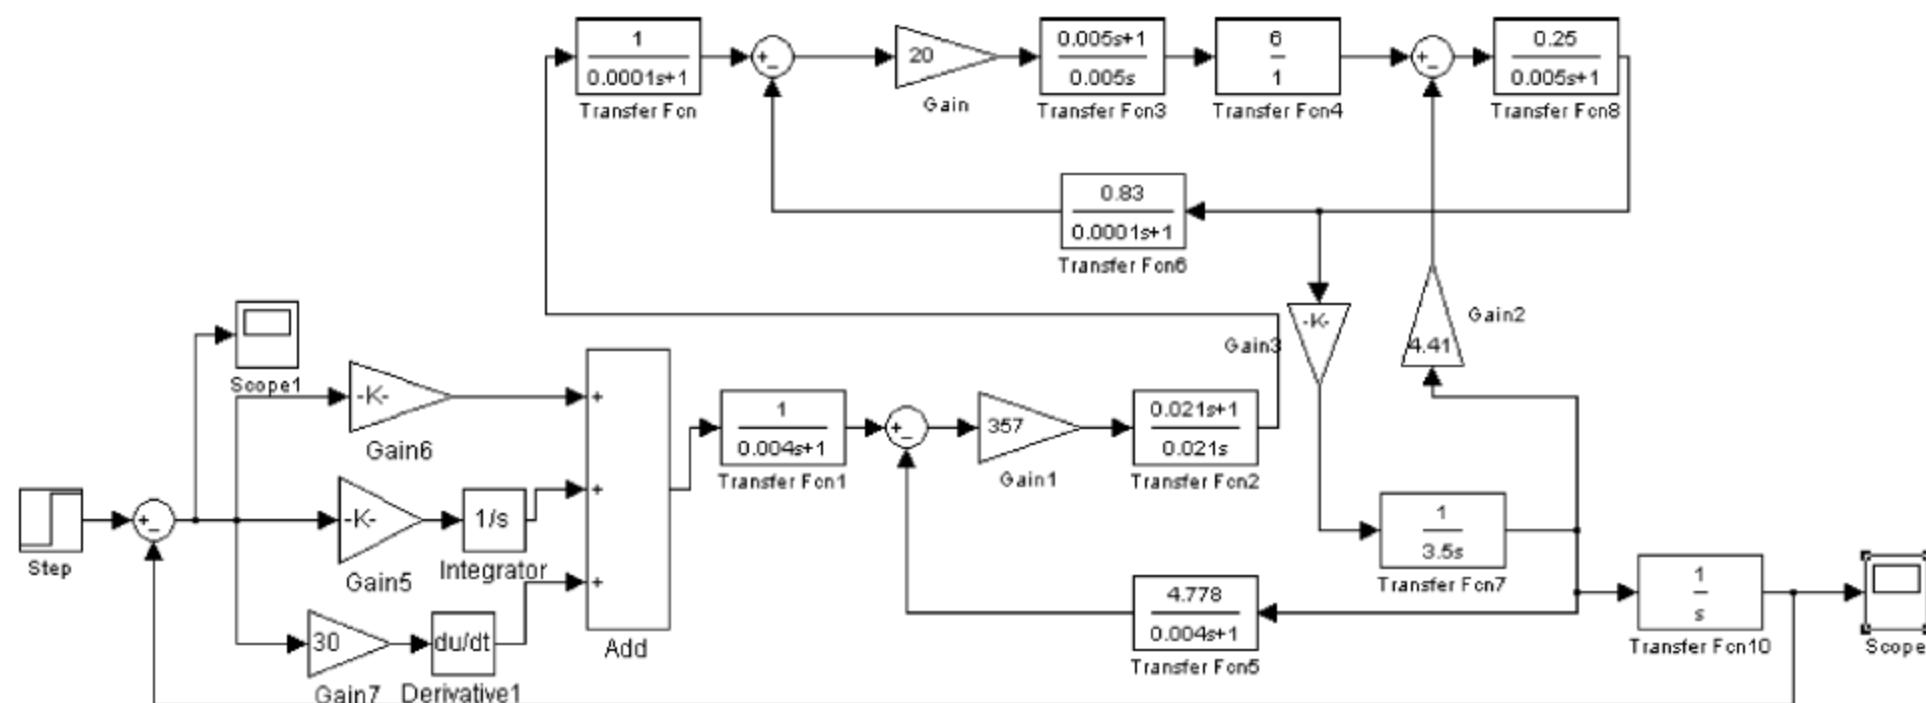 1
0.0001s+1
Transfer Fcn
+
_
20
Gain
0.005s+1
0.005s
Transfer Fcn3
6
1
Transfer Fcn4
+
_
0.25
0.005s+1
Transfer Fcn8
0.83
0.0001s+1
Transfer Fcn6
-K-
Gain3
4.41
Gain2
Scope1
-K-
Gain6
+
+
+
Add
1
0.004s+1
Transfer Fcn1
+
_
357
Gain1
0.021s+1
0.021s
Transfer Fcn2
Step
+
_
-K-
Gain5
1/s
Integrator
30
Gain7
du/dt
Derivative1
1
3.5s
Transfer Fcn7
4.778
0.004s+1
Transfer Fcn5
1
s
Transfer Fcn10
Scope